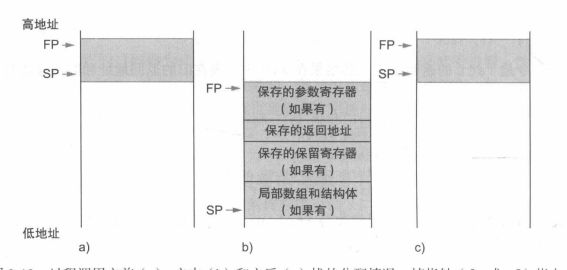 高地址
FP
SP
FP
保存的参数寄存器
（如果有）
保存的返回地址
保存的保留寄存器
（如果有）
局部数组和结构体
（如果有）
SP
FP
SP
低地址
a)
b)
c)